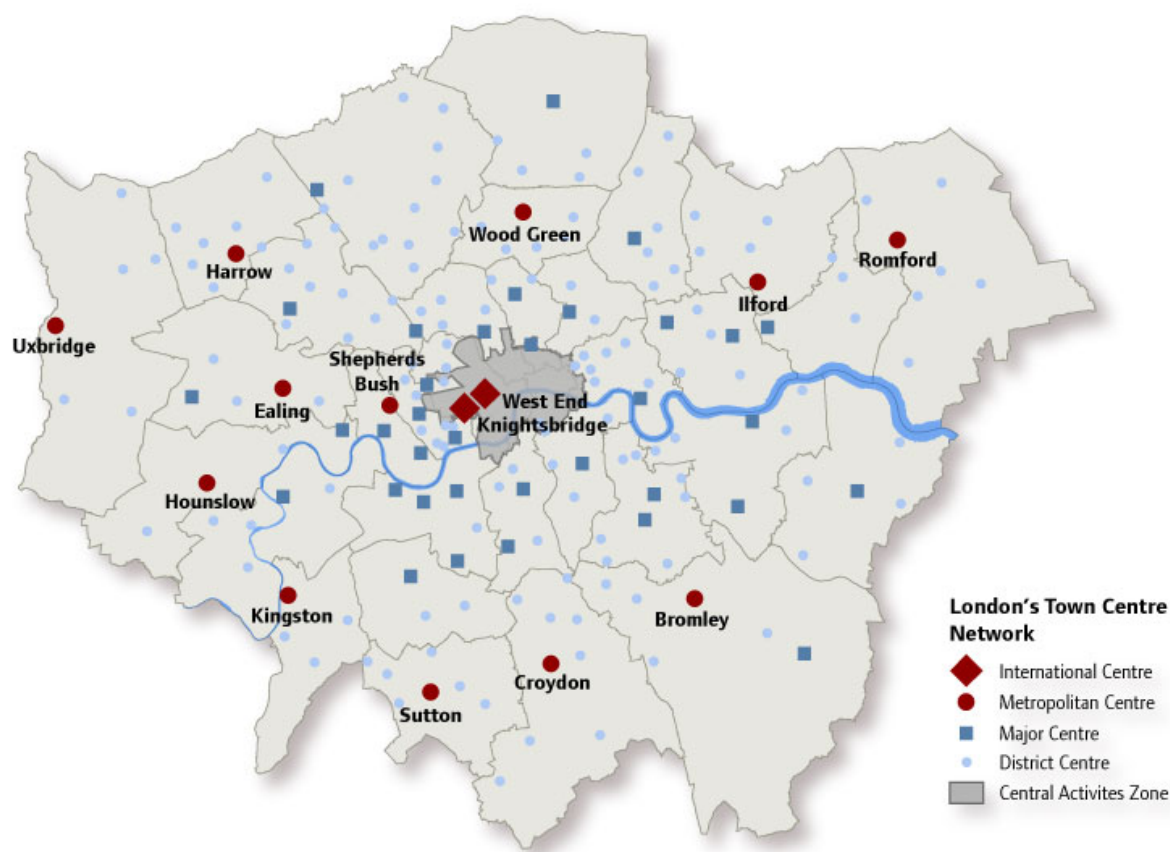 Wood Green
Romford
Harrow
Ilford
Uxbridge
Shepherds
Bush
Ealing
West End
Knightsbridge
Hounslow
Kingston
Bromley
Croydon
Sutton
London's Town Centre
Network
International Centre
Metropolitan Centre
Major Centre
District Centre
Central Activites Zone